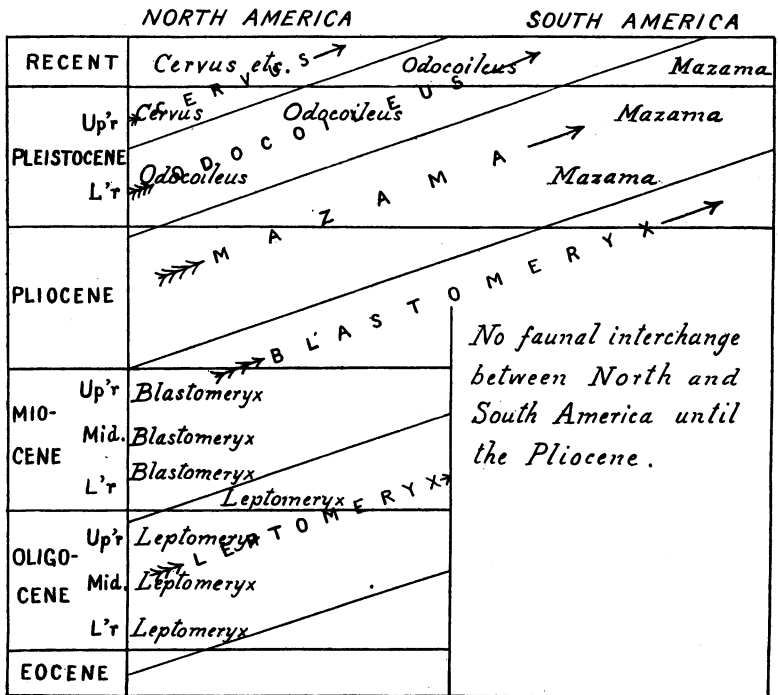 NORTH AMERICA SOUTH AMERICA
RECENT Cervus etc. Odocoileus Mazama
CERVUS
PLEISTOCENE
Up'r Cervus Odocoileus Mazama
ODOCOILEUS
L'r Odocoileus Mazama
MAZAMA
PLIOCENE
BLASTOMERYX
No faunal interchange
between North and
South America until
the Pliocene.
MIO-
CENE
Up'r Blastomeryx
Mid. Blastomeryx
L'r Blastomeryx
Leptomeryx
LEPTOMERYX
OLIGO-
CENE
Up'r Leptomeryx
Mid. Leptomeryx
L'r Leptomeryx
EOCENE